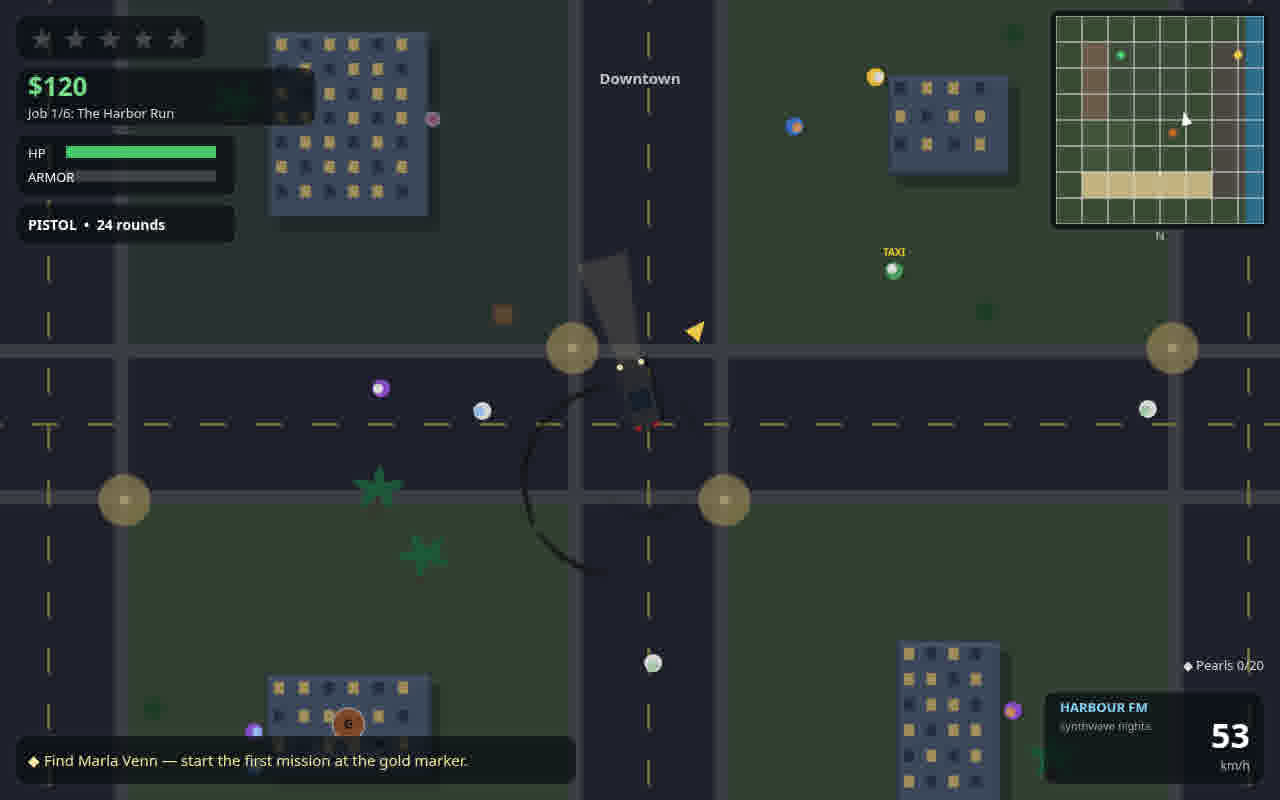 $120
Job 1/6: The Harbor Run
HP
ARMOR
PISTOL • 24 rounds
Downtown
N
TAXI
◆ Pearls 0/20
HARBOUR FM
synthwave nights
53
km/h
G
◆ Find Marla Venn — start the first mission at the gold marker.